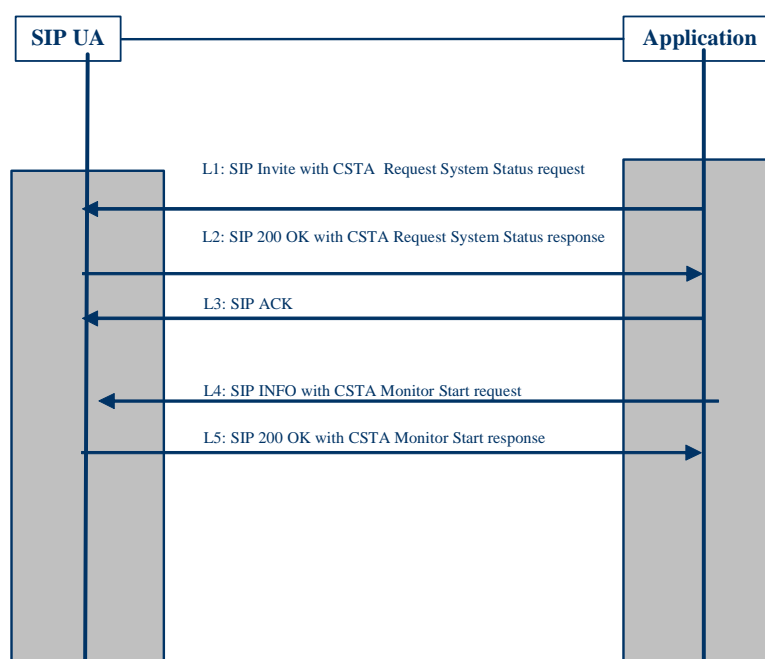 SIP UA
Application
L1: SIP Invite with CSTA  Request System Status request
L2: SIP 200 OK with CSTA Request System Status response
L3: SIP ACK
L4: SIP INFO with CSTA Monitor Start request
L5: SIP 200 OK with CSTA Monitor Start response